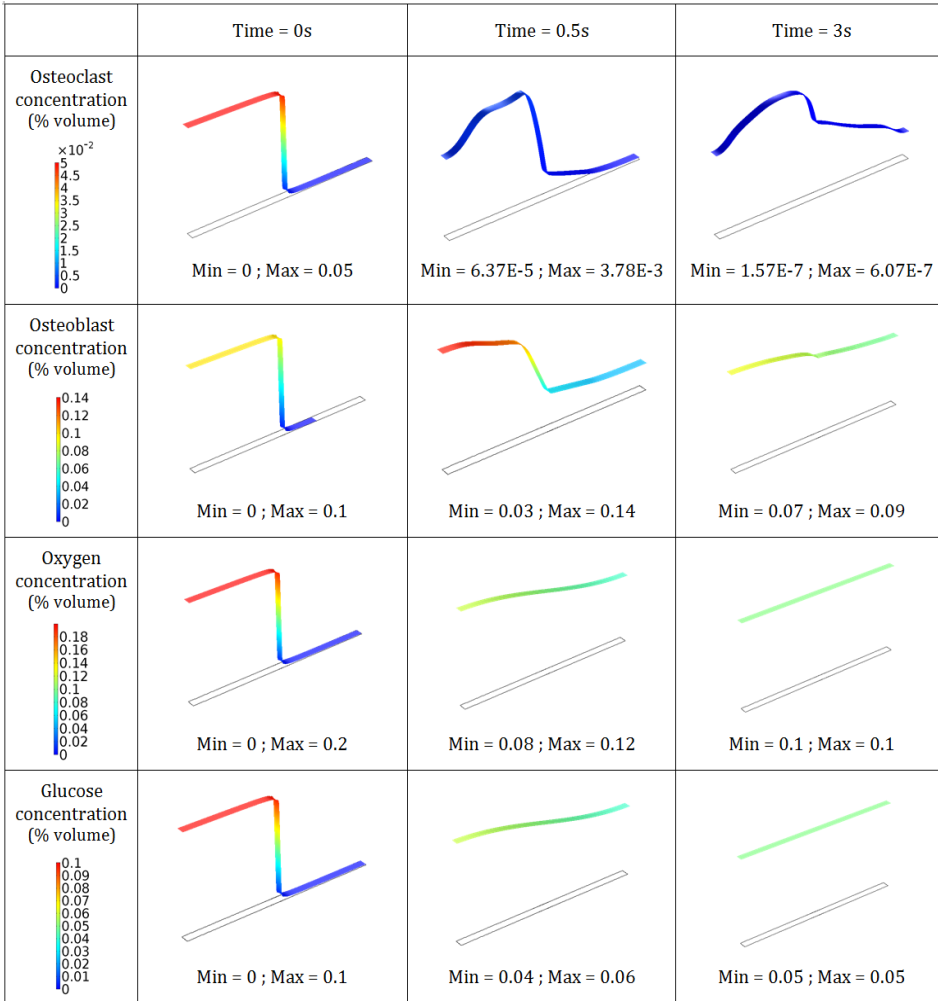 Time = 0s
Time = 0.5s
Time = 3s
Osteoclast
concentration
(% volume)
×10⁻²
5
4.5
3.5
3
2.5
2
1.5
1
0.5
0
Min = 0 ; Max = 0.05
Min = 6.37E-5 ; Max = 3.78E-3
Min = 1.57E-7 ; Max = 6.07E-7
Osteoblast
concentration
(% volume)
0.14
0.12
0.1
0.08
0.06
0.04
0.02
0
Min = 0 ; Max = 0.1
Min = 0.03 ; Max = 0.14
Min = 0.07 ; Max = 0.09
Oxygen
concentration
(% volume)
0.18
0.16
0.14
0.12
0.1
0.08
0.06
0.04
0.02
0
Min = 0 ; Max = 0.2
Min = 0.08 ; Max = 0.12
Min = 0.1 ; Max = 0.1
Glucose
concentration
(% volume)
0.1
0.09
0.08
0.07
0.06
0.05
0.04
0.03
0.02
0.01
0
Min = 0 ; Max = 0.1
Min = 0.04 ; Max = 0.06
Min = 0.05 ; Max = 0.05